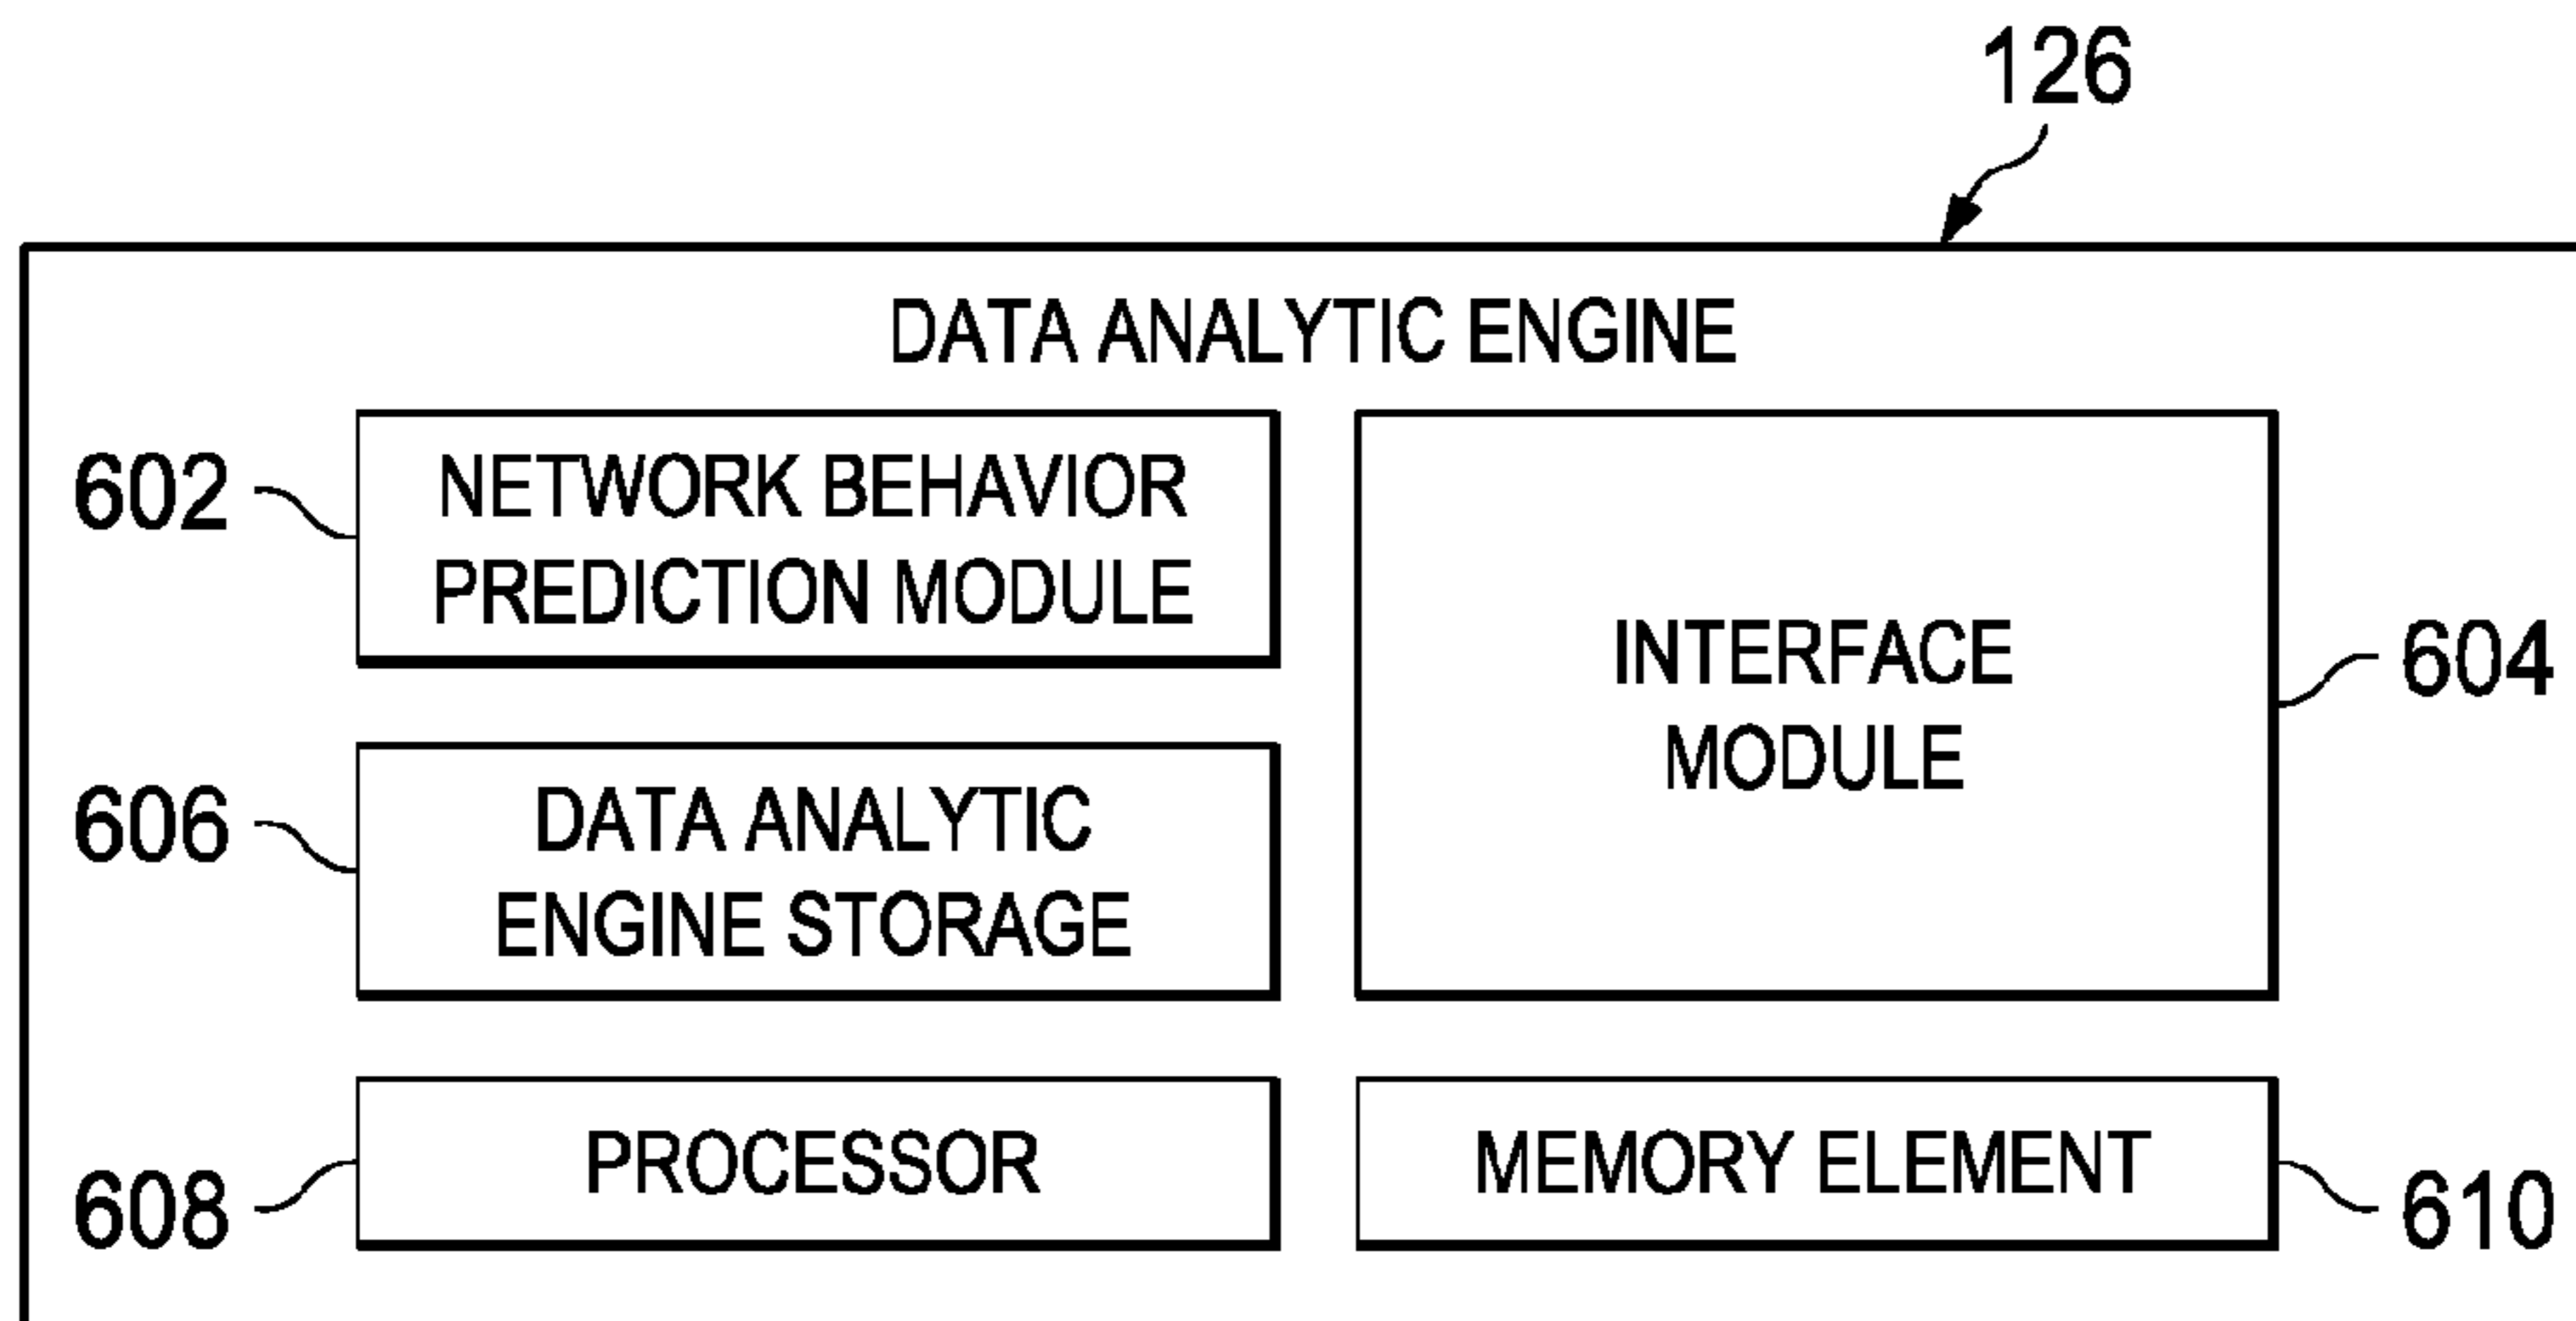 126
DATA ANALYTIC ENGINE
602
NETWORK BEHAVIOR
PREDICTION MODULE
INTERFACE
MODULE
604
606
DATA ANALYTIC
ENGINE STORAGE
608
PROCESSOR
MEMORY ELEMENT
610